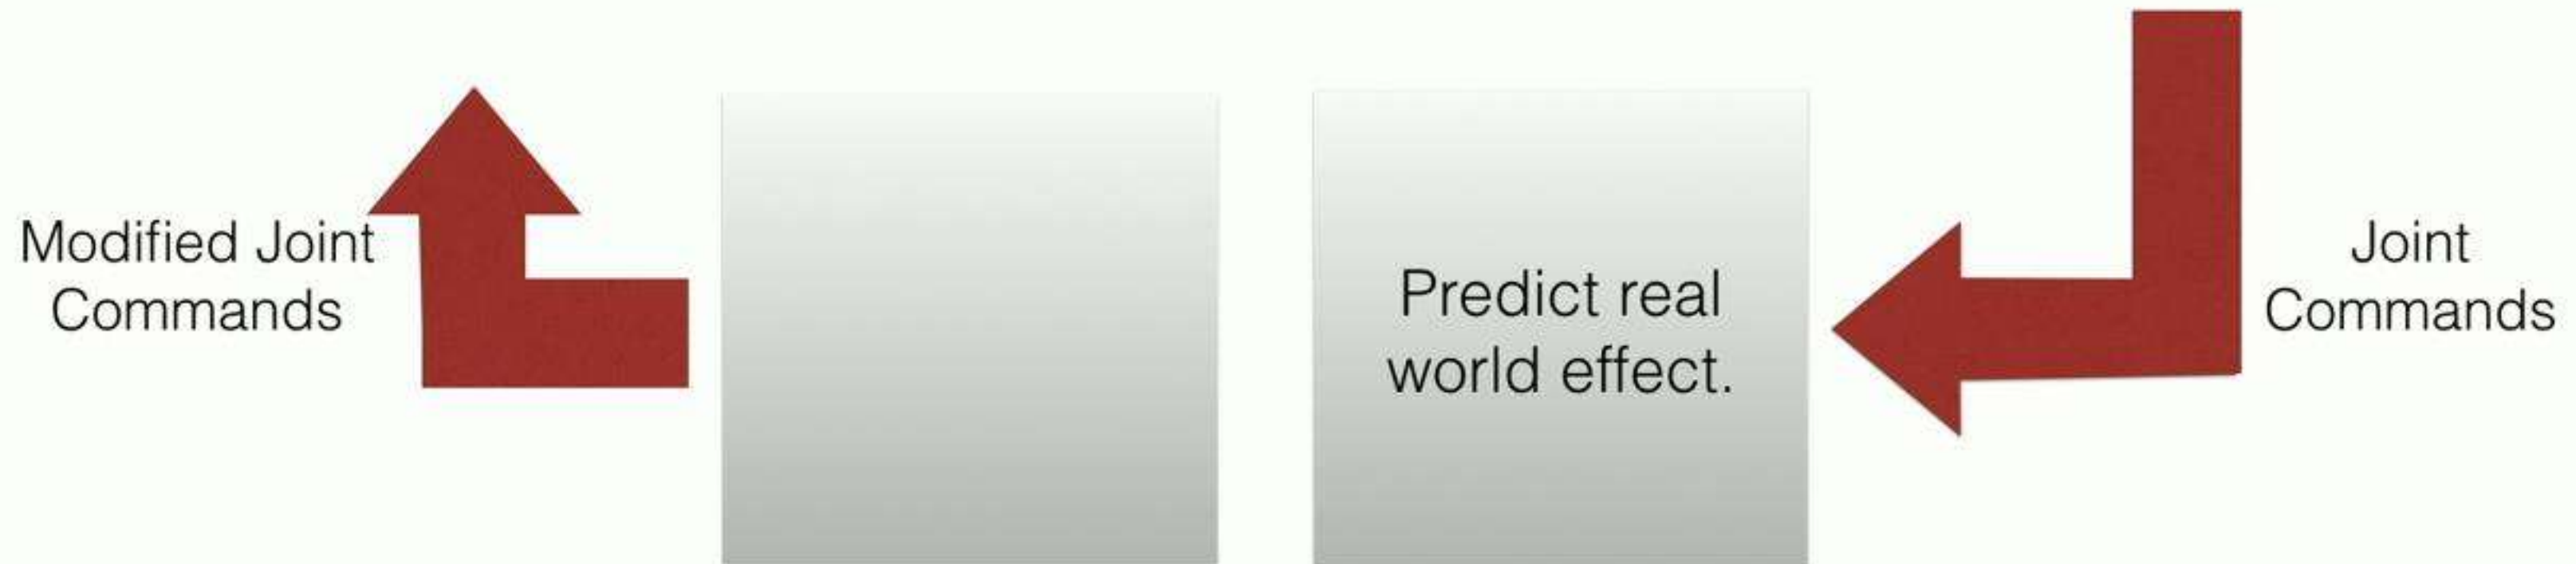 Modified Joint
Commands
Predict real
world effect.
Joint
Commands